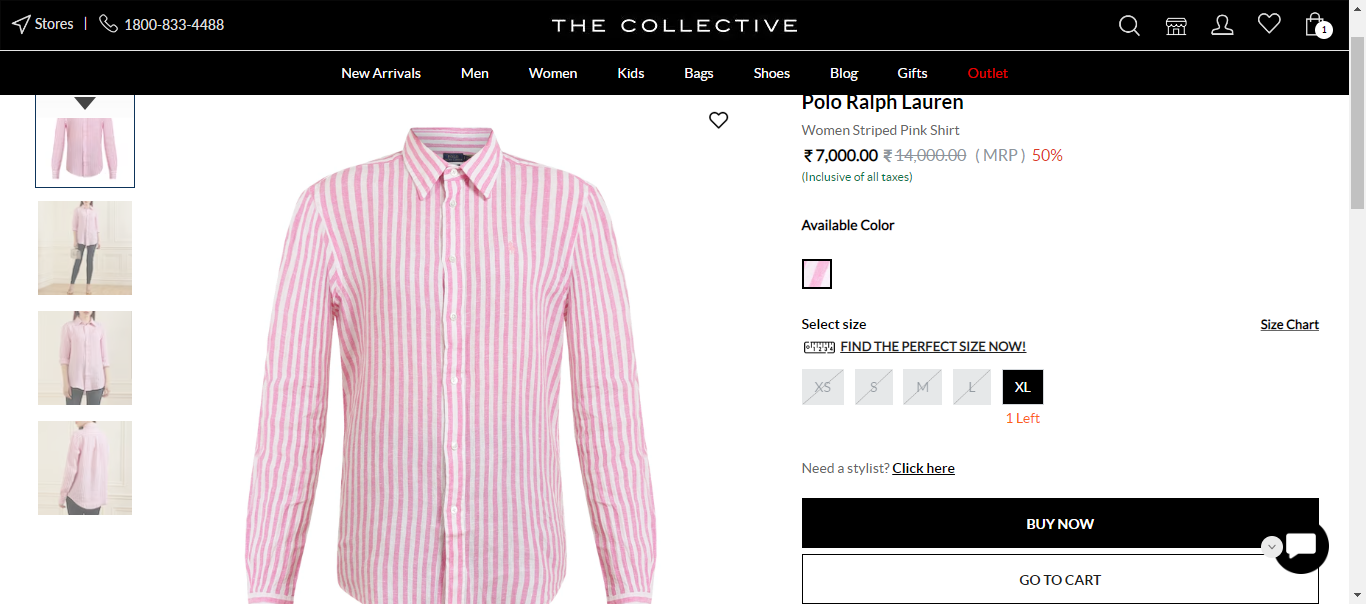 Stores | 1800-833-4488
THE COLLECTIVE
1
New Arrivals Men Women Kids Bags Shoes Blog Gifts Outlet
Polo Ralph Lauren
Women Striped Pink Shirt
₹7,000.00 ₹14,000.00 ( MRP ) 50%
(Inclusive of all taxes)
Available Color
Select size Size Chart
FIND THE PERFECT SIZE NOW!
XS S M L XL
1 Left
Need a stylist? Click here
BUY NOW
GO TO CART